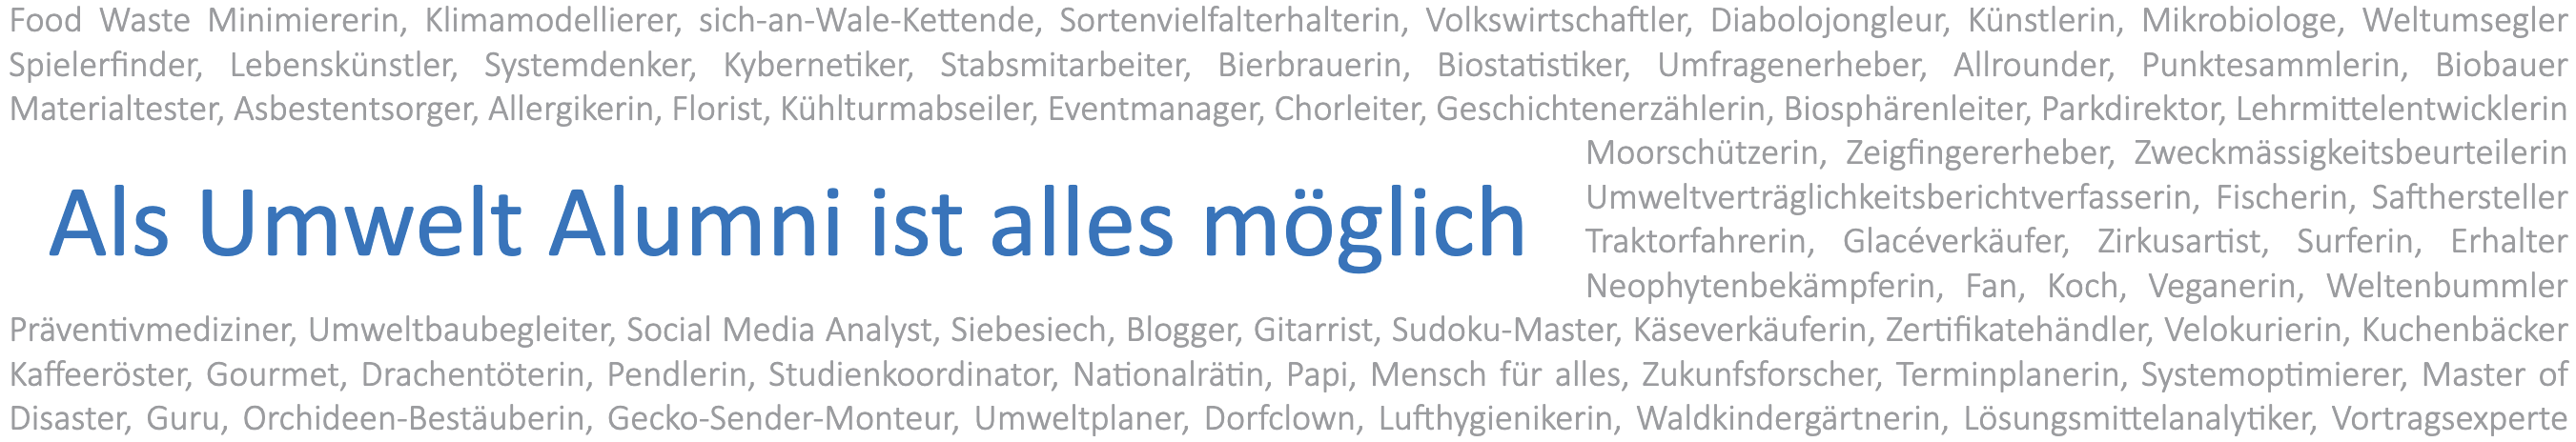 Food Waste Minimiererin, Klimamodellierer, sich-an-Wale-Kettende, Sortenvielfalterhalterin, Volkswirtschaftler, Diabolojongleur, Künstlerin, Mikrobiologe, Weltumsegler
Spielerfinder, Lebenskünstler, Systemdenker, Kybernetiker, Stabsmitarbeiter, Bierbrauerin, Biostatistiker, Umfragenerheber, Allrounder, Punktesammlerin, Biobauer
Materialtester, Asbestentsorger, Allergikerin, Florist, Kühlturmabseiler, Eventmanager, Chorleiter, Geschichtenerzählerin, Biosphärenleiter, Parkdirektor, Lehrmittelentwicklerin
Moorschützerin, Zeigfingererheber, Zweckmässigkeitsbeurteilerin
Umweltverträglichkeitsberichtverfasserin, Fischerin, Safthersteller
Als Umwelt Alumni ist alles möglich
Traktorfahrerin, Glacéverkäufer, Zirkusartist, Surferin, Erhalter
Neophytenbekämpferin, Fan, Koch, Veganerin, Weltenbummler
Präventivmediziner, Umweltbaubegleiter, Social Media Analyst, Siebesiech, Blogger, Gitarrist, Sudoku-Master, Käseverkäuferin, Zertifikatehändler, Velokurierin, Kuchenbäcker
Kaffeeröster, Gourmet, Drachentöterin, Pendlerin, Studienkoordinator, Nationalrätin, Papi, Mensch für alles, Zukunfsforscher, Terminplanerin, Systemoptimierer, Master of
Disaster, Guru, Orchideen-Bestäuberin, Gecko-Sender-Monteur, Umweltplaner, Dorfclown, Lufthygienikerin, Waldkindergärtnerin, Lösungsmittelanalytiker, Vortragsexperte